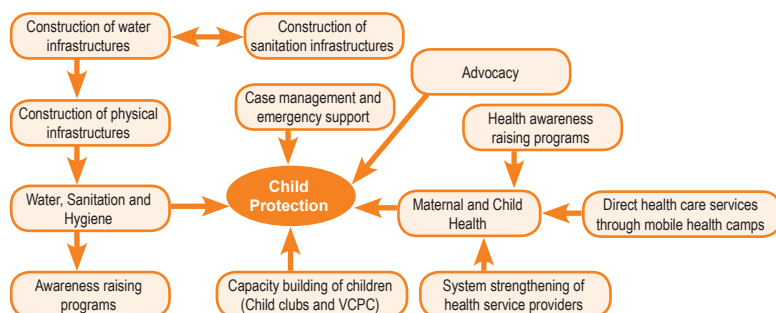 Construction of water
infrastructures
Construction of
sanitation infrastructures
Advocacy
Case management and
emergency support
Construction of physical
infrastructures
Health awareness
raising programs
Child
Protection
Water, Sanitation and
Hygiene
Maternal and Child
Health
Direct health care services
through mobile health camps
Awareness raising
programs
Capacity building of children
(Child clubs and VCPC)
System strengthening of
health service providers